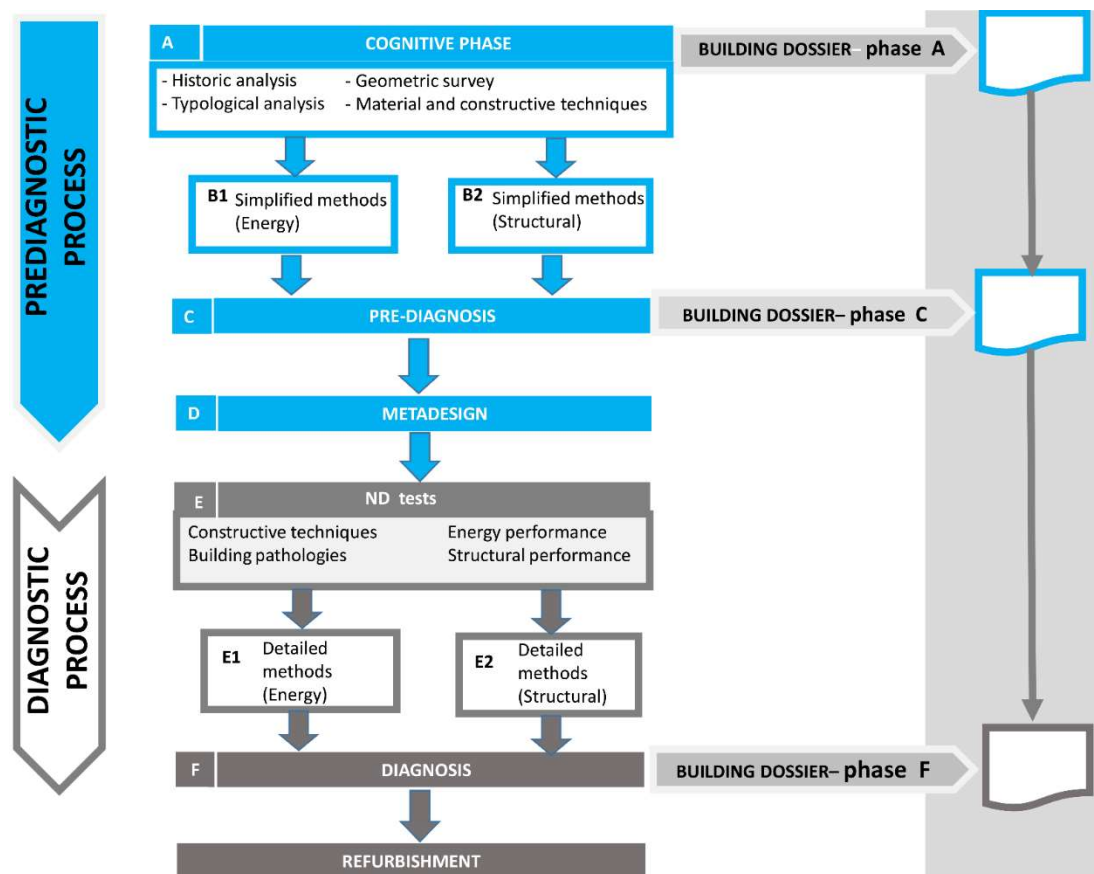 PREDIAGNOSTIC
PROCESS
A COGNITIVE PHASE
- Historic analysis - Geometric survey
- Typological analysis - Material and constructive techniques
BUILDING DOSSIER– phase A
B1 Simplified methods
(Energy)
B2 Simplified methods
(Structural)
C PRE-DIAGNOSIS
BUILDING DOSSIER– phase C
D METADESIGN
DIAGNOSTIC
PROCESS
E ND tests
Constructive techniques Energy performance
Building pathologies Structural performance
E1 Detailed
methods
(Energy)
E2 Detailed
methods
(Structural)
F DIAGNOSIS
BUILDING DOSSIER– phase F
REFURBISHMENT